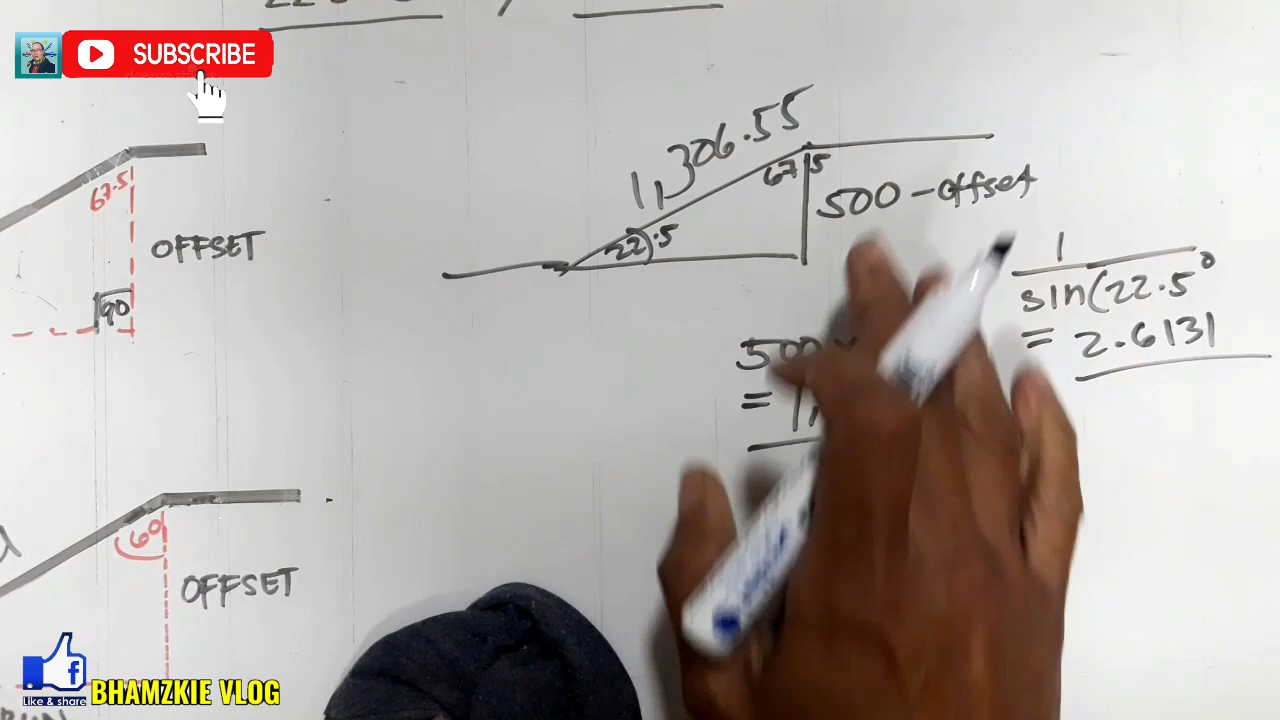 SUBSCRIBE
1,306.55
67.5
67 5
500 - offset
OFFSET
22.5
90
1
sin(22.5°
= 2.6131
500
= 1,
60
OFFSET
Like & share
BHAMZKIE VLOG